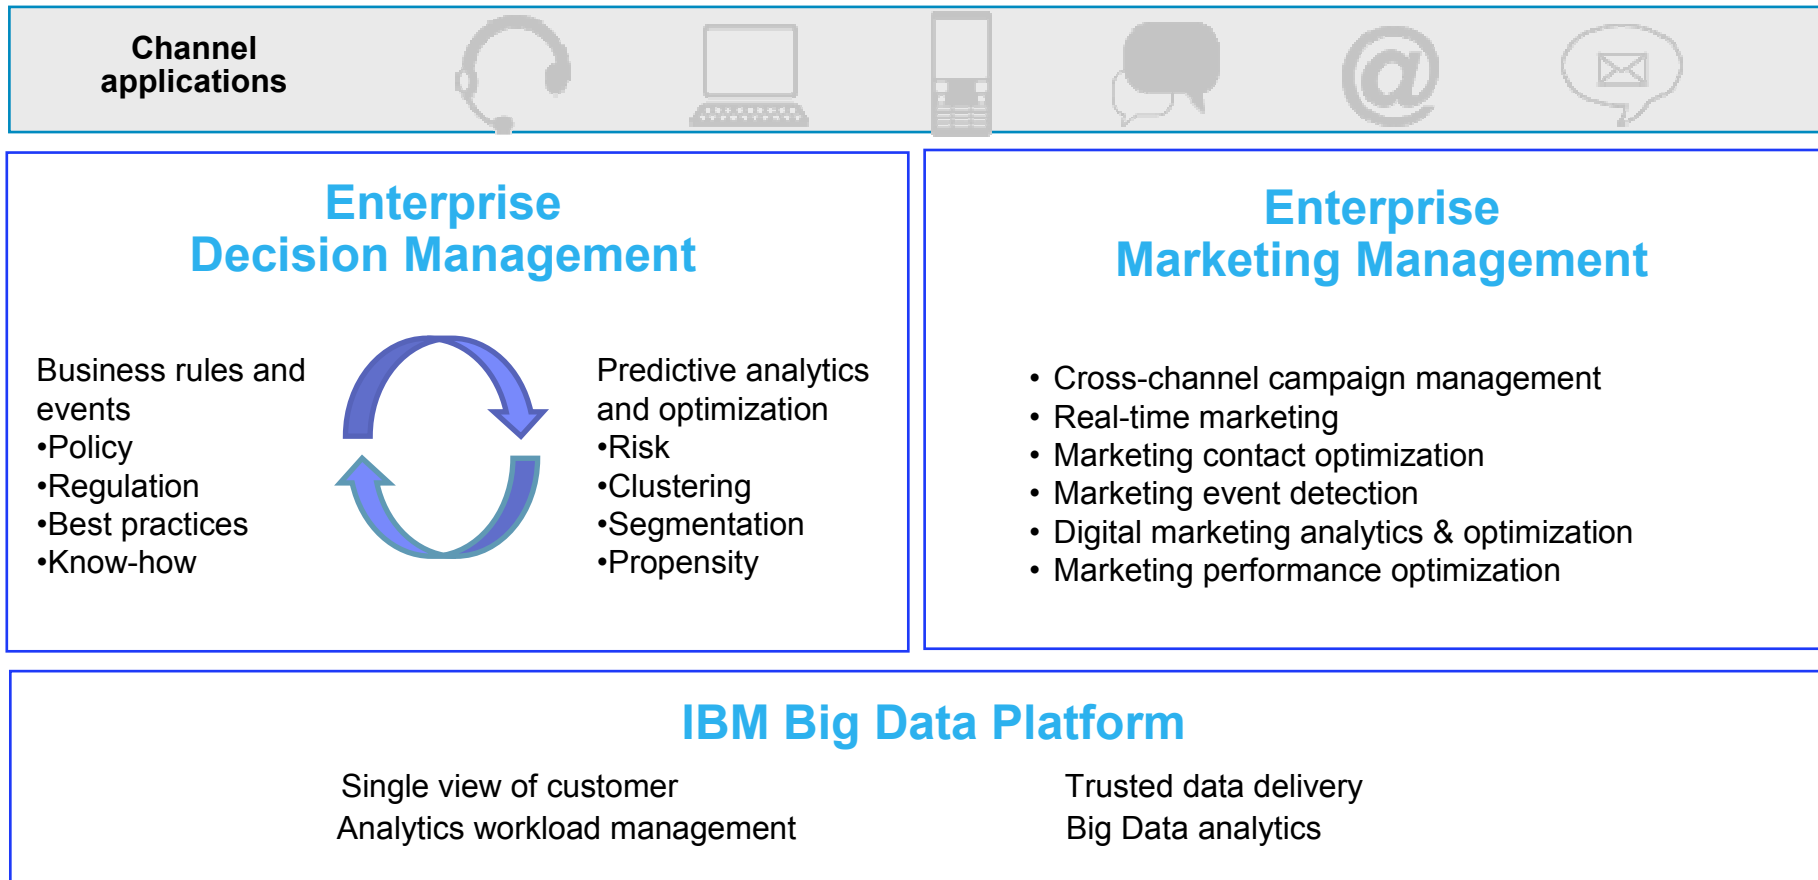 Channel
applications
@
Enterprise
Decision Management
Business rules and
events
•Policy
•Regulation
•Best practices
•Know-how
Predictive analytics
and optimization
•Risk
•Clustering
•Segmentation
•Propensity
Enterprise
Marketing Management
• Cross-channel campaign management
• Real-time marketing
• Marketing contact optimization
• Marketing event detection
• Digital marketing analytics & optimization
• Marketing performance optimization
IBM Big Data Platform
Single view of customer
Analytics workload management
Trusted data delivery
Big Data analytics